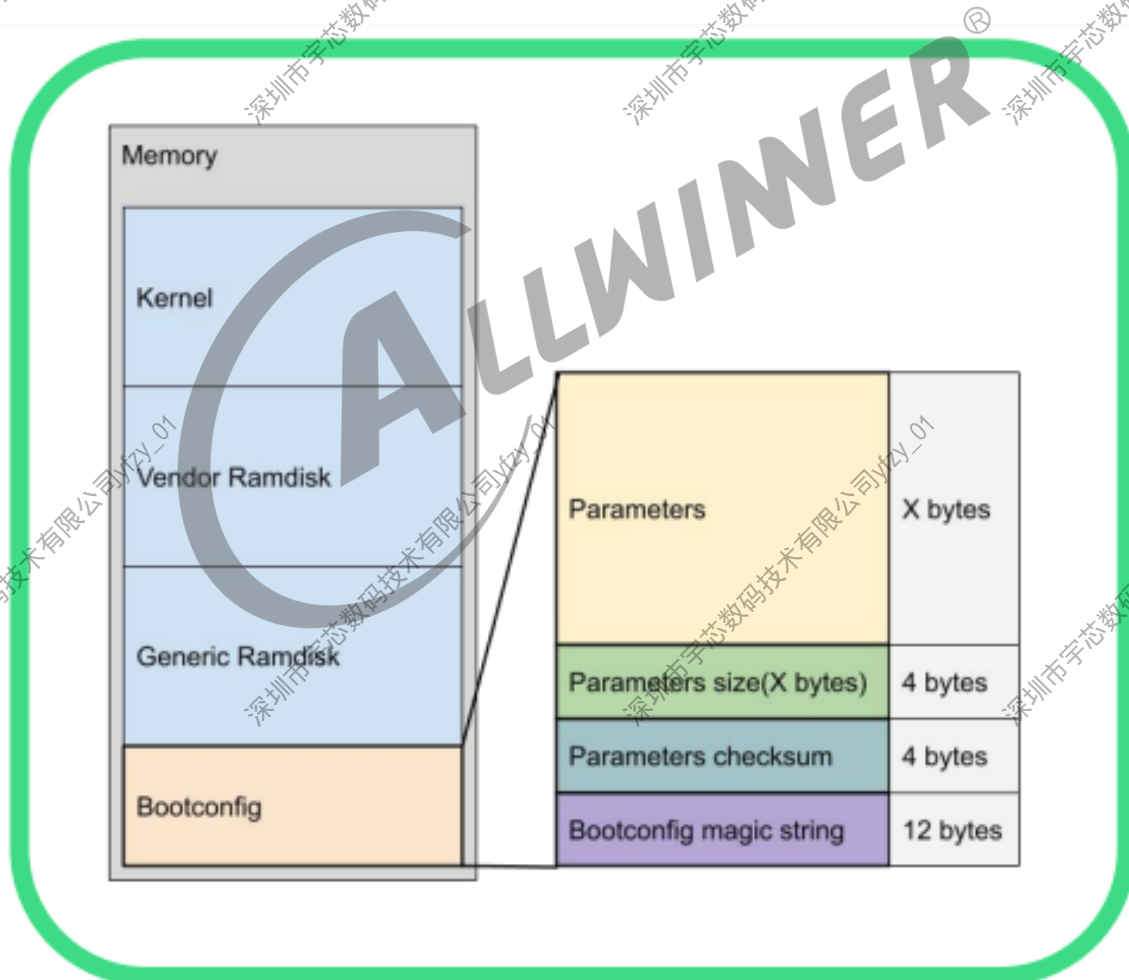 ®
ALLWINNER
深圳市宇芯数码技术有限公司yfzy_01
Memory
Kernel
Vendor Ramdisk
Generic Ramdisk
Bootconfig
Parameters
X bytes
Parameters size(X bytes)
4 bytes
Parameters checksum
4 bytes
Bootconfig magic string
12 bytes